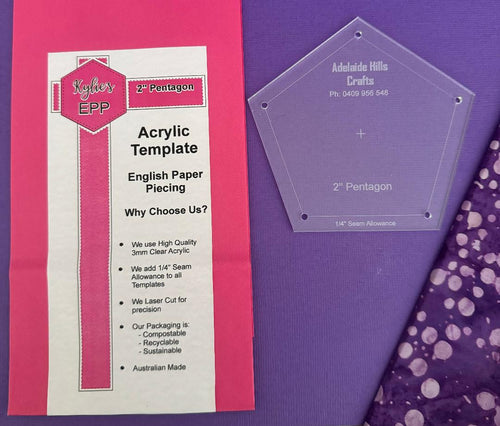 Kylie's
EPP
2" Pentagon
Acrylic
Template
English Paper
Piecing
Why Choose Us?
• We use High Quality
3mm Clear Acrylic
• We add 1/4" Seam
Allowance to all
Templates
• We Laser Cut for
precision
• Our Packaging is:
- Compostable
- Recyclable
- Sustainable
• Australian Made
Adelaide Hills
Crafts
Ph: 0409 956 546
2" Pentagon
1/4" Seam Allowance